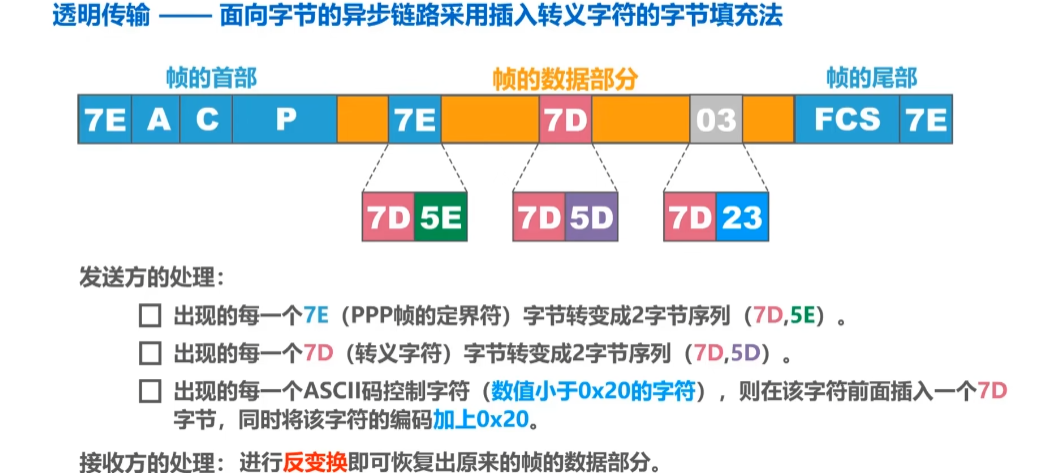 透明传输 —— 面向字节的异步链路采用插入转义字符的字节填充法
帧的首部 帧的数据部分 帧的尾部
7E A C P 7E 7D 03 FCS 7E
7D 5E 7D 5D 7D 23
发送方的处理：
出现的每一个7E（PPP帧的定界符）字节转变成2字节序列（7D,5E）。
出现的每一个7D（转义字符）字节转变成2字节序列（7D,5D）。
出现的每一个ASCII码控制字符（数值小于0x20的字符），则在该字符前面插入一个7D
字节，同时将该字符的编码加上0x20。
接收方的处理：进行反变换即可恢复出原来的帧的数据部分。